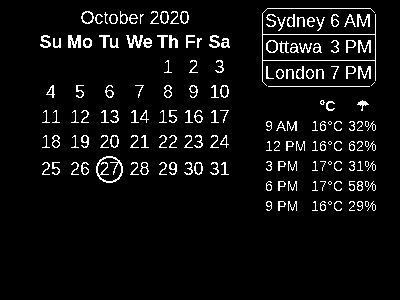 October 2020
Su Mo Tu We Th Fr Sa
1 2 3
4 5 6 7 8 9 10
11 12 13 14 15 16 17
18 19 20 21 22 23 24
25 26 27 28 29 30 31
Sydney 6 AM
Ottawa 3 PM
London 7 PM
°C ☂
9 AM 16°C 32%
12 PM 16°C 62%
3 PM 17°C 31%
6 PM 17°C 58%
9 PM 16°C 29%